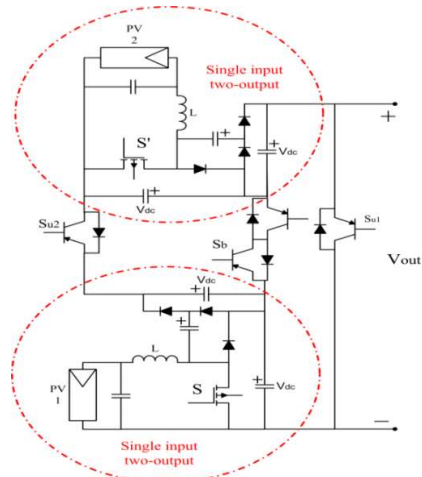 PV
2
Single input
two-output
L
S'
Vdc
Vdc
+
Su2
Sb
Su1
Vout
Vdc
L
PV
1
S
Vdc
Single input
two-output
−